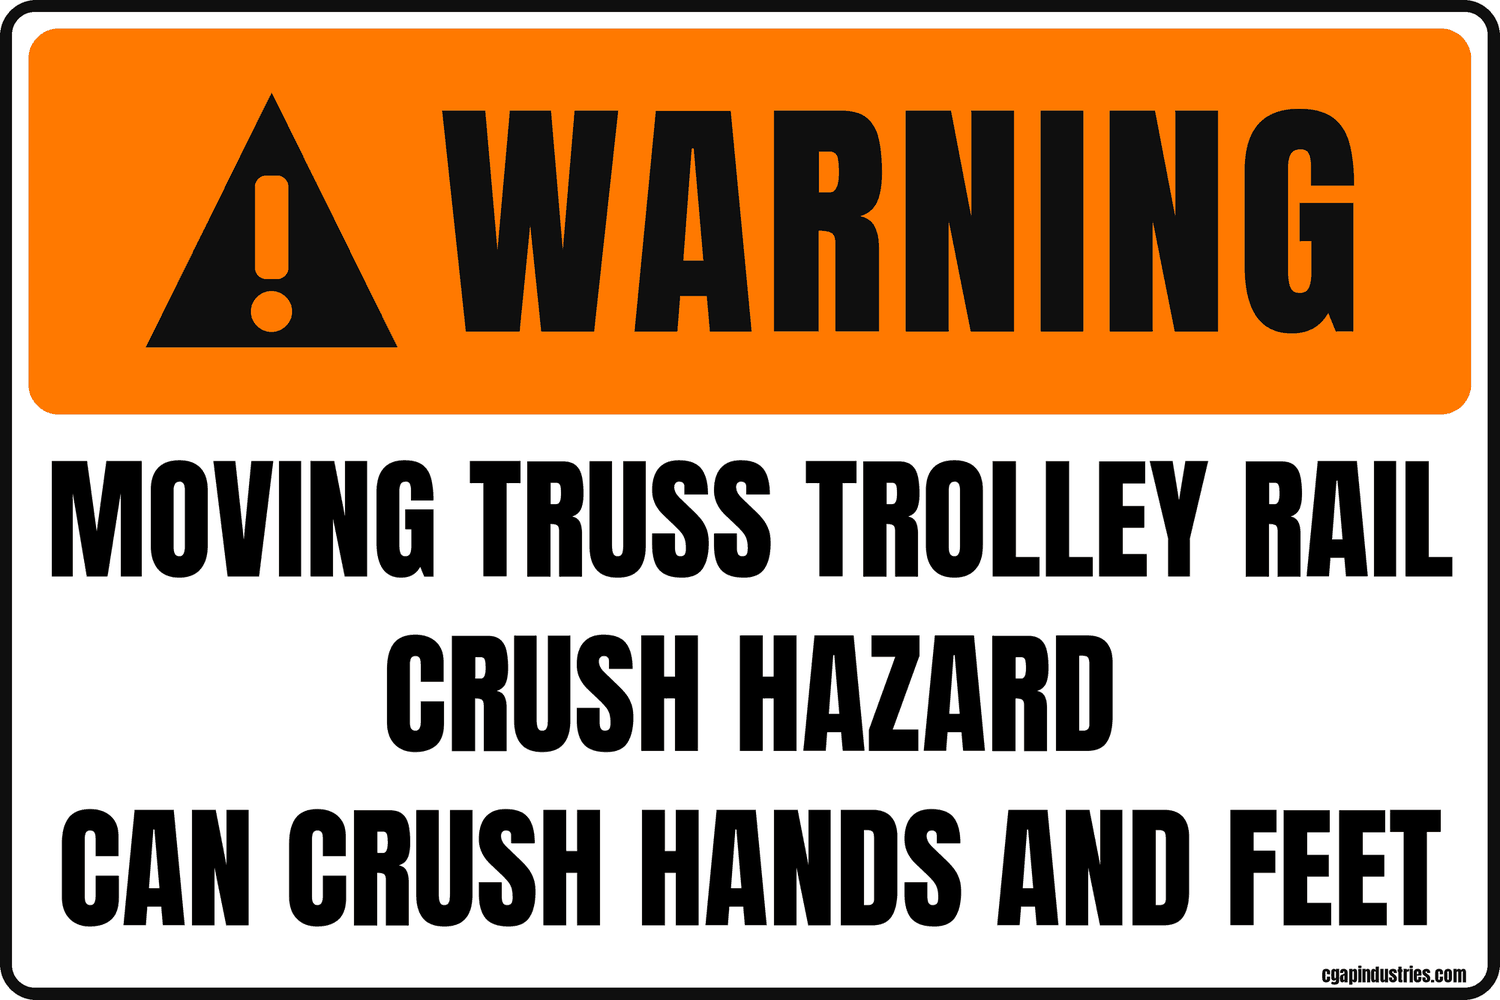 WARNING
MOVING TRUSS TROLLEY RAIL
CRUSH HAZARD
CAN CRUSH HANDS AND FEET
cgapindustries.com